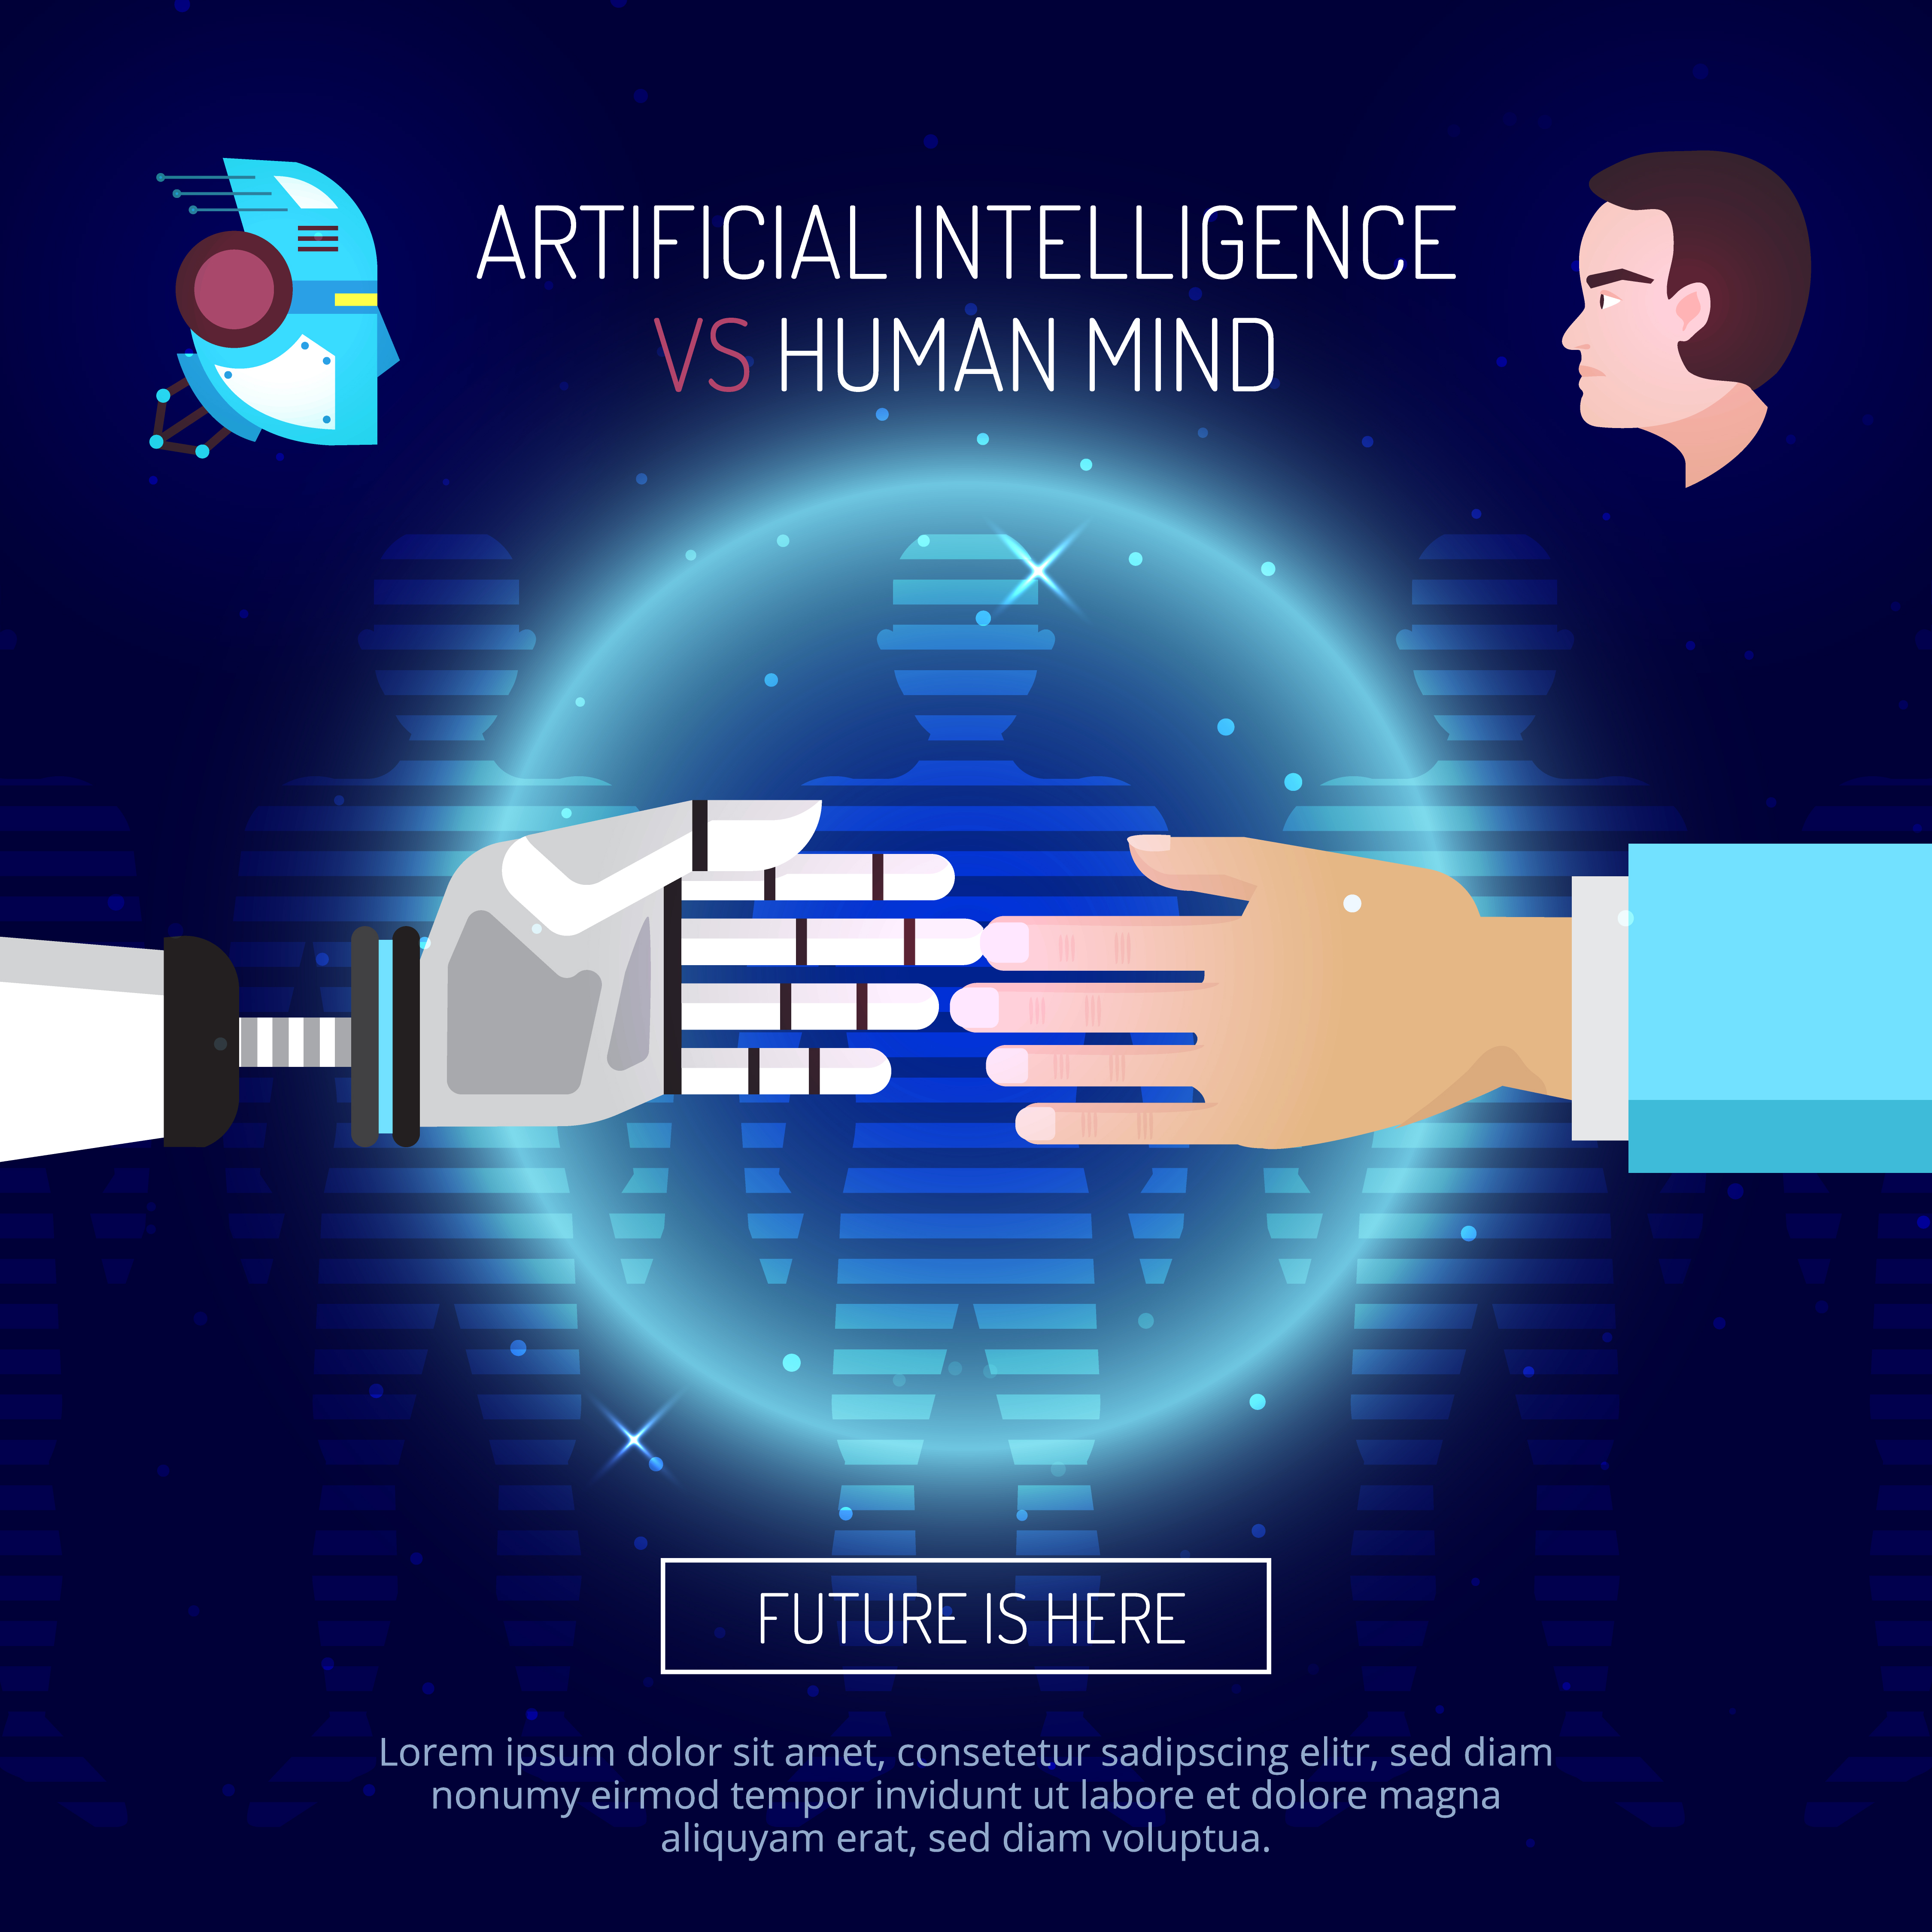 ARTIFICIAL INTELLIGENCE
VS HUMAN MIND
FUTURE IS HERE
Lorem ipsum dolor sit amet, consetetur sadipscing elitr, sed diam
nonumy eirmod tempor invidunt ut labore et dolore magna
aliquyam erat, sed diam voluptua.